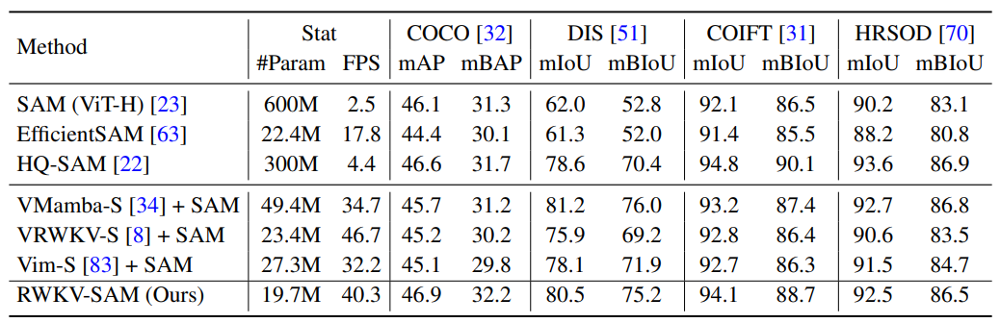 Method Stat COCO [32] DIS [51] COIFT [31] HRSOD [70]
#Param FPS mAP mBAP mIoU mBIoU mIoU mBIoU mIoU mBIoU
SAM (ViT-H) [23] 600M 2.5 46.1 31.3 62.0 52.8 92.1 86.5 90.2 83.1
EfficientSAM [63] 22.4M 17.8 44.4 30.1 61.3 52.0 91.4 85.5 88.2 80.8
HQ-SAM [22] 300M 4.4 46.6 31.7 78.6 70.4 94.8 90.1 93.6 86.9
VMamba-S [34] + SAM 49.4M 34.7 45.7 31.2 81.2 76.0 93.2 87.4 92.7 86.8
VRWKV-S [8] + SAM 23.4M 46.7 45.2 30.2 75.9 69.2 92.8 86.4 90.6 83.5
Vim-S [83] + SAM 27.3M 32.2 45.1 29.8 78.1 71.9 92.7 86.3 91.5 84.7
RWKV-SAM (Ours) 19.7M 40.3 46.9 32.2 80.5 75.2 94.1 88.7 92.5 86.5